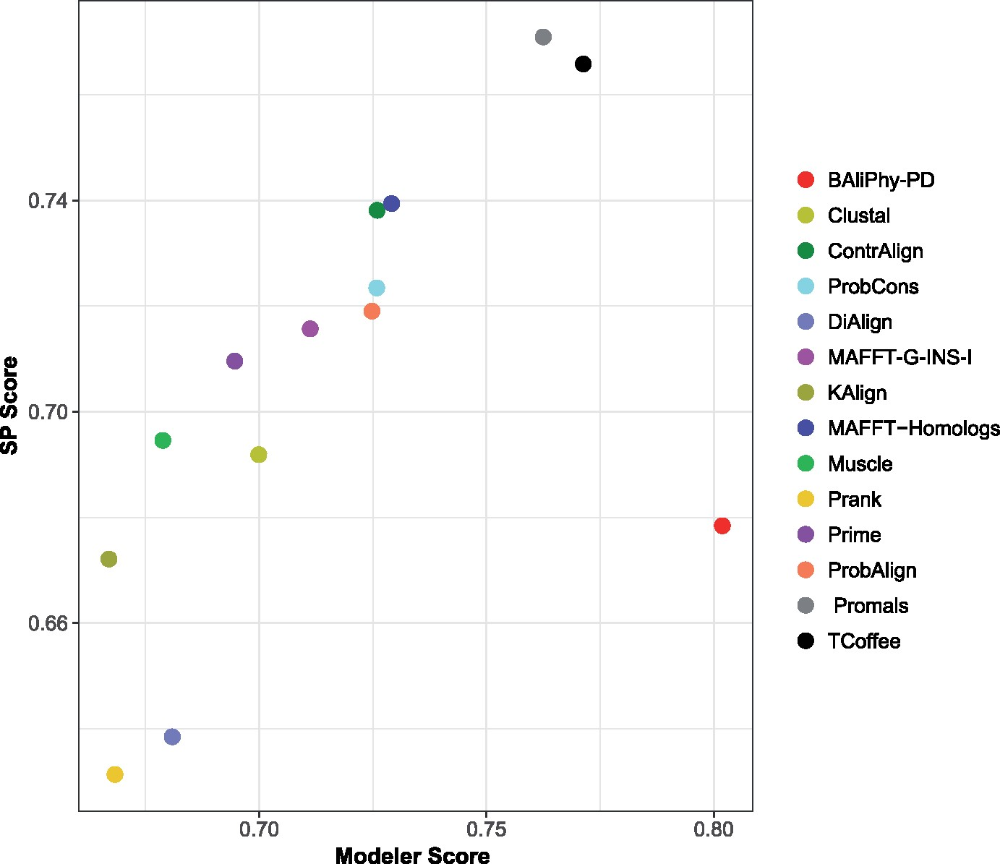 SP Score
0.74
0.70
0.66
0.70
0.75
0.80
Modeler Score
BAliPhy-PD
Clustal
ContrAlign
ProbCons
DiAlign
MAFFT-G-INS-I
KAlign
MAFFT−Homologs
Muscle
Prank
Prime
ProbAlign
Promals
TCoffee